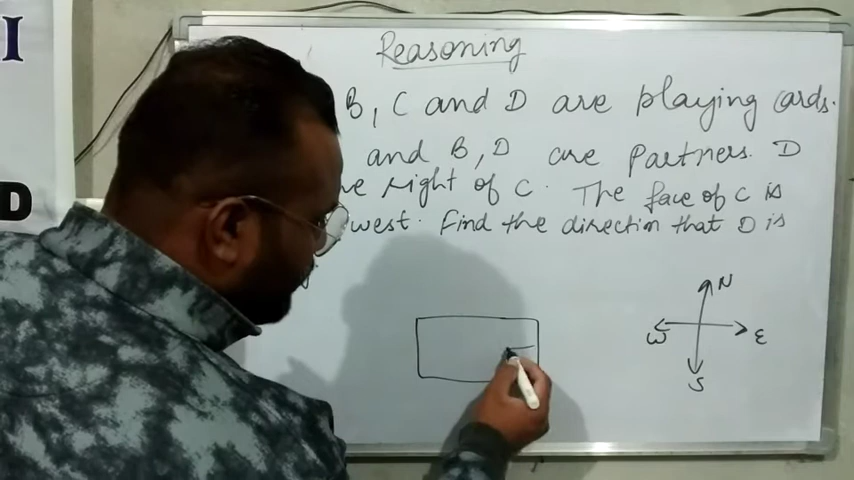 I
D
Reasoning
B, C and D are playing cards.
and B, D are Partners. D
right of C. The face of C is
west. Find the direction that D is
N
W E
S